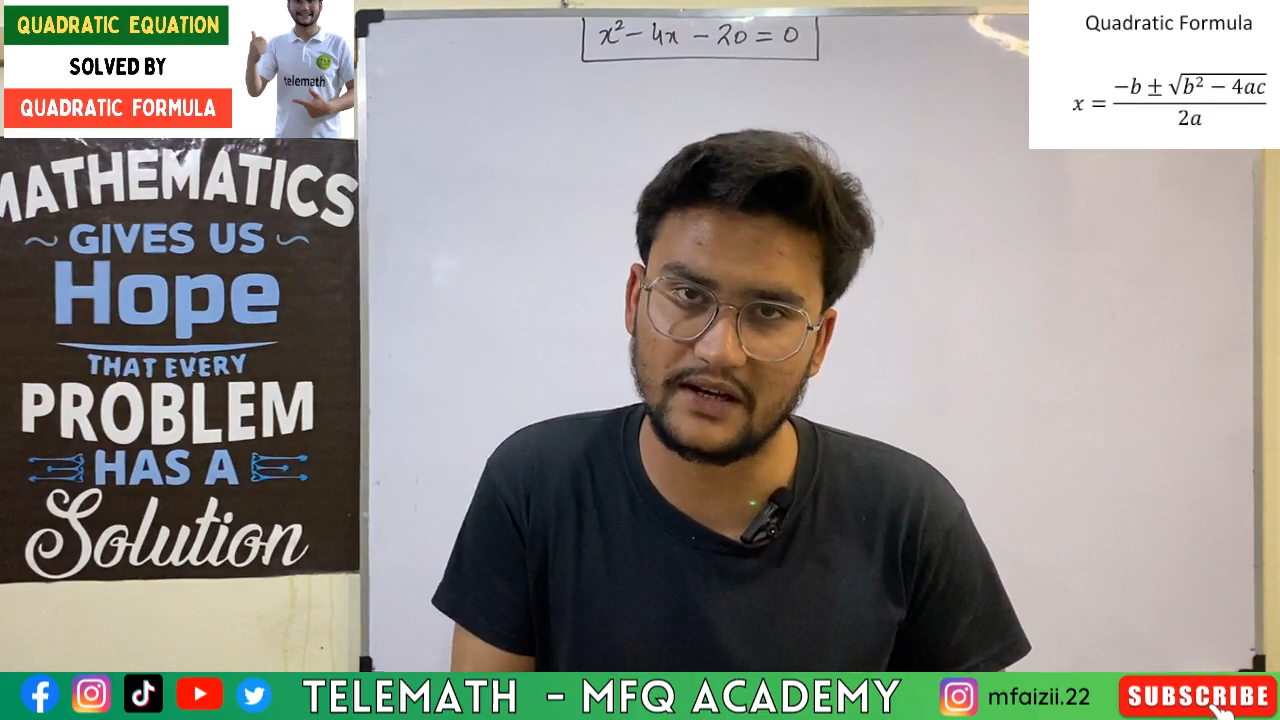 QUADRATIC EQUATION
SOLVED BY
QUADRATIC FORMULA
telemath
x² - 4x - 20 = 0
Quadratic Formula
x = (-b ± √(b² - 4ac)) / 2a
MATHEMATICS
~ GIVES US ~
Hope
THAT EVERY
PROBLEM
HAS A
Solution
TELEMATH - MFQ ACADEMY
mfaizii.22
SUBSCRIBE